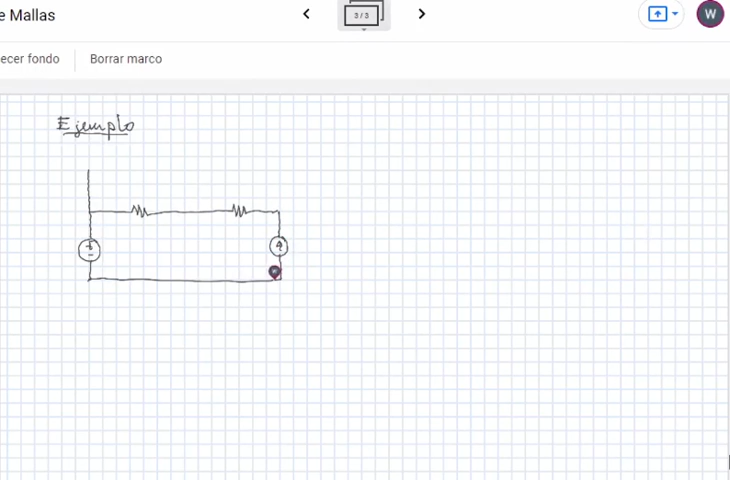 e Mallas
3 / 3
W
ecer fondo
Borrar marco
Ejemplo
+
-